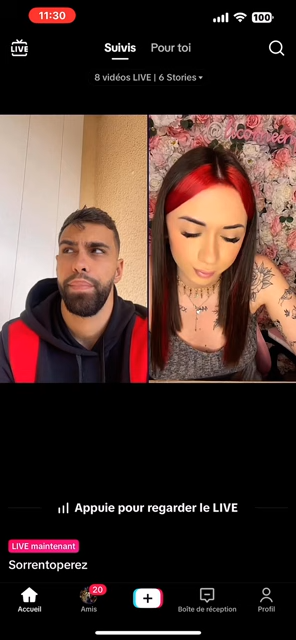 11:30
100
LIVE
Suivis Pour toi
8 vidéos LIVE | 6 Stories
Appuie pour regarder le LIVE
LIVE maintenant
Sorrentoperez
20
Accueil Amis Boîte de réception Profil